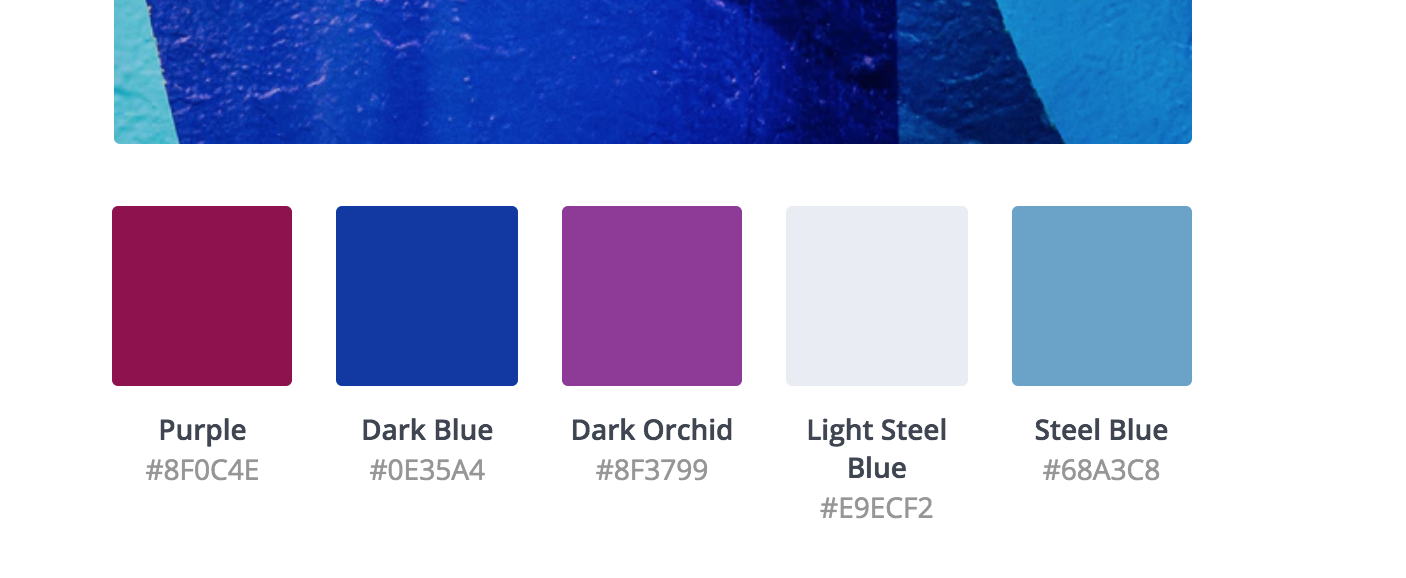 Purple
#8F0C4E
Dark Blue
#0E35A4
Dark Orchid
#8F3799
Light Steel
Blue
#E9ECF2
Steel Blue
#68A3C8